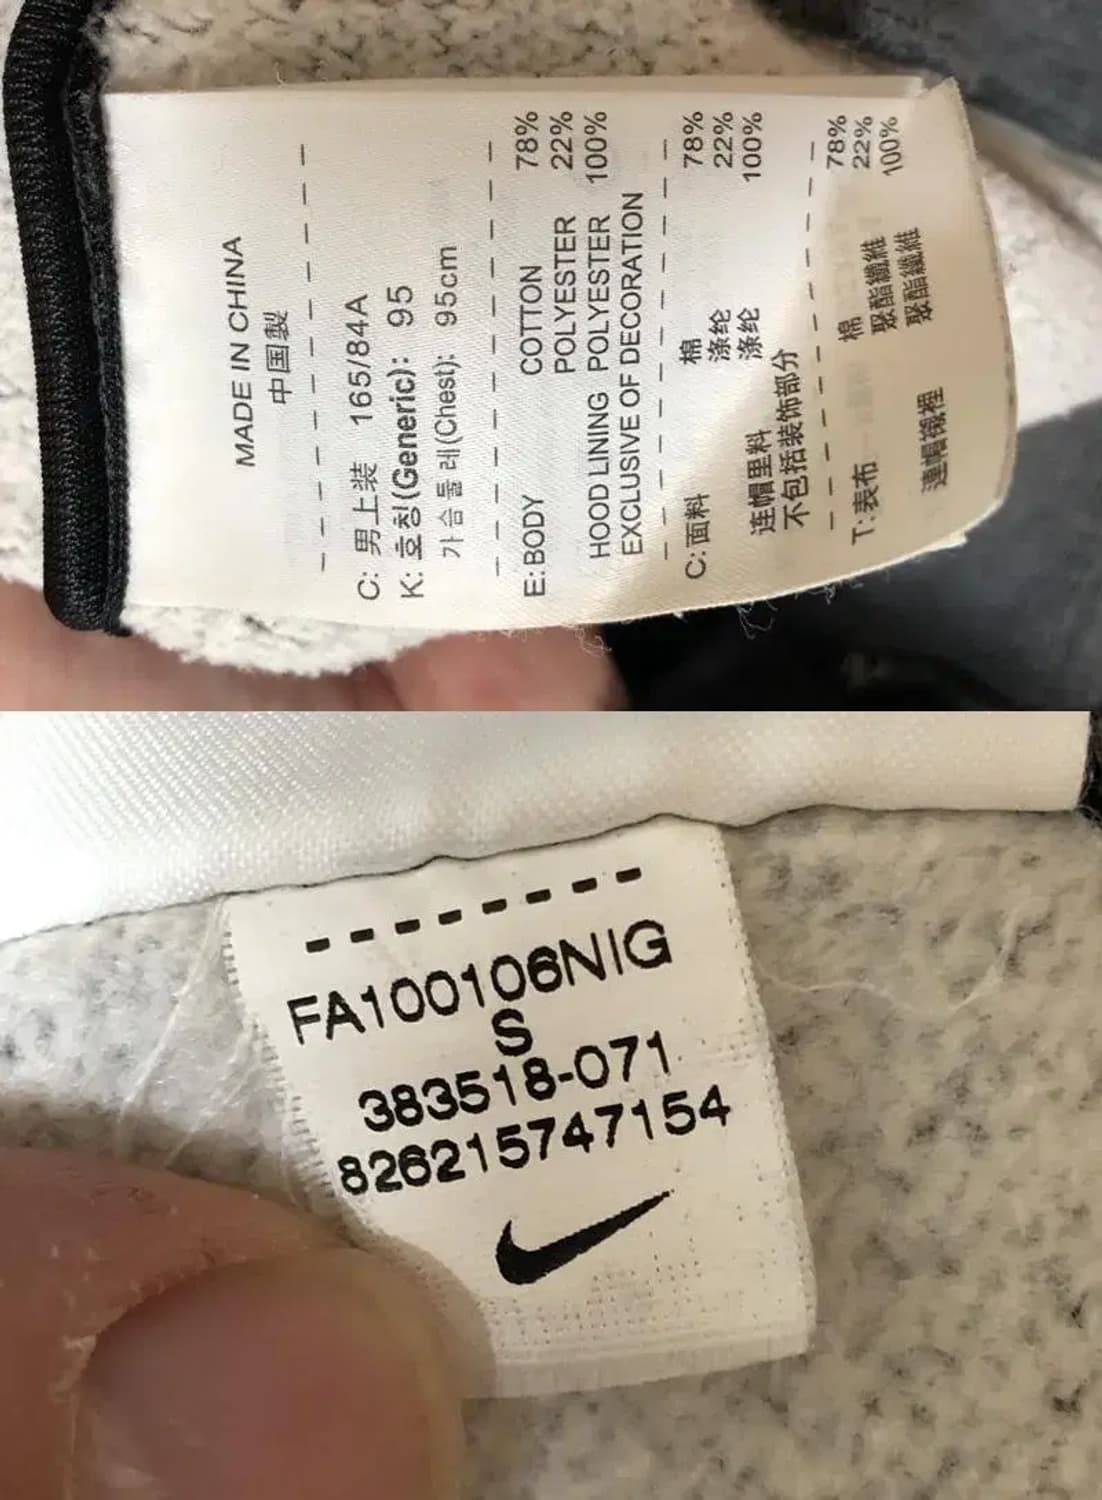 MADE IN CHINA
中国製
C: 男上装 165/84A
K: 호칭(Generic): 95
가슴둘레(Chest): 95cm
E: BODY COTTON 78%
POLYESTER 22%
HOOD LINING POLYESTER 100%
EXCLUSIVE OF DECORATION
C: 面料 棉 78%
涤纶 22%
连帽里料 涤纶 100%
不包括装饰部分
T: 表布 棉 78%
聚酯纖維 22%
連帽襯裡 聚酯纖維 100%
FA100106NIG
S
383518-071
826215747154